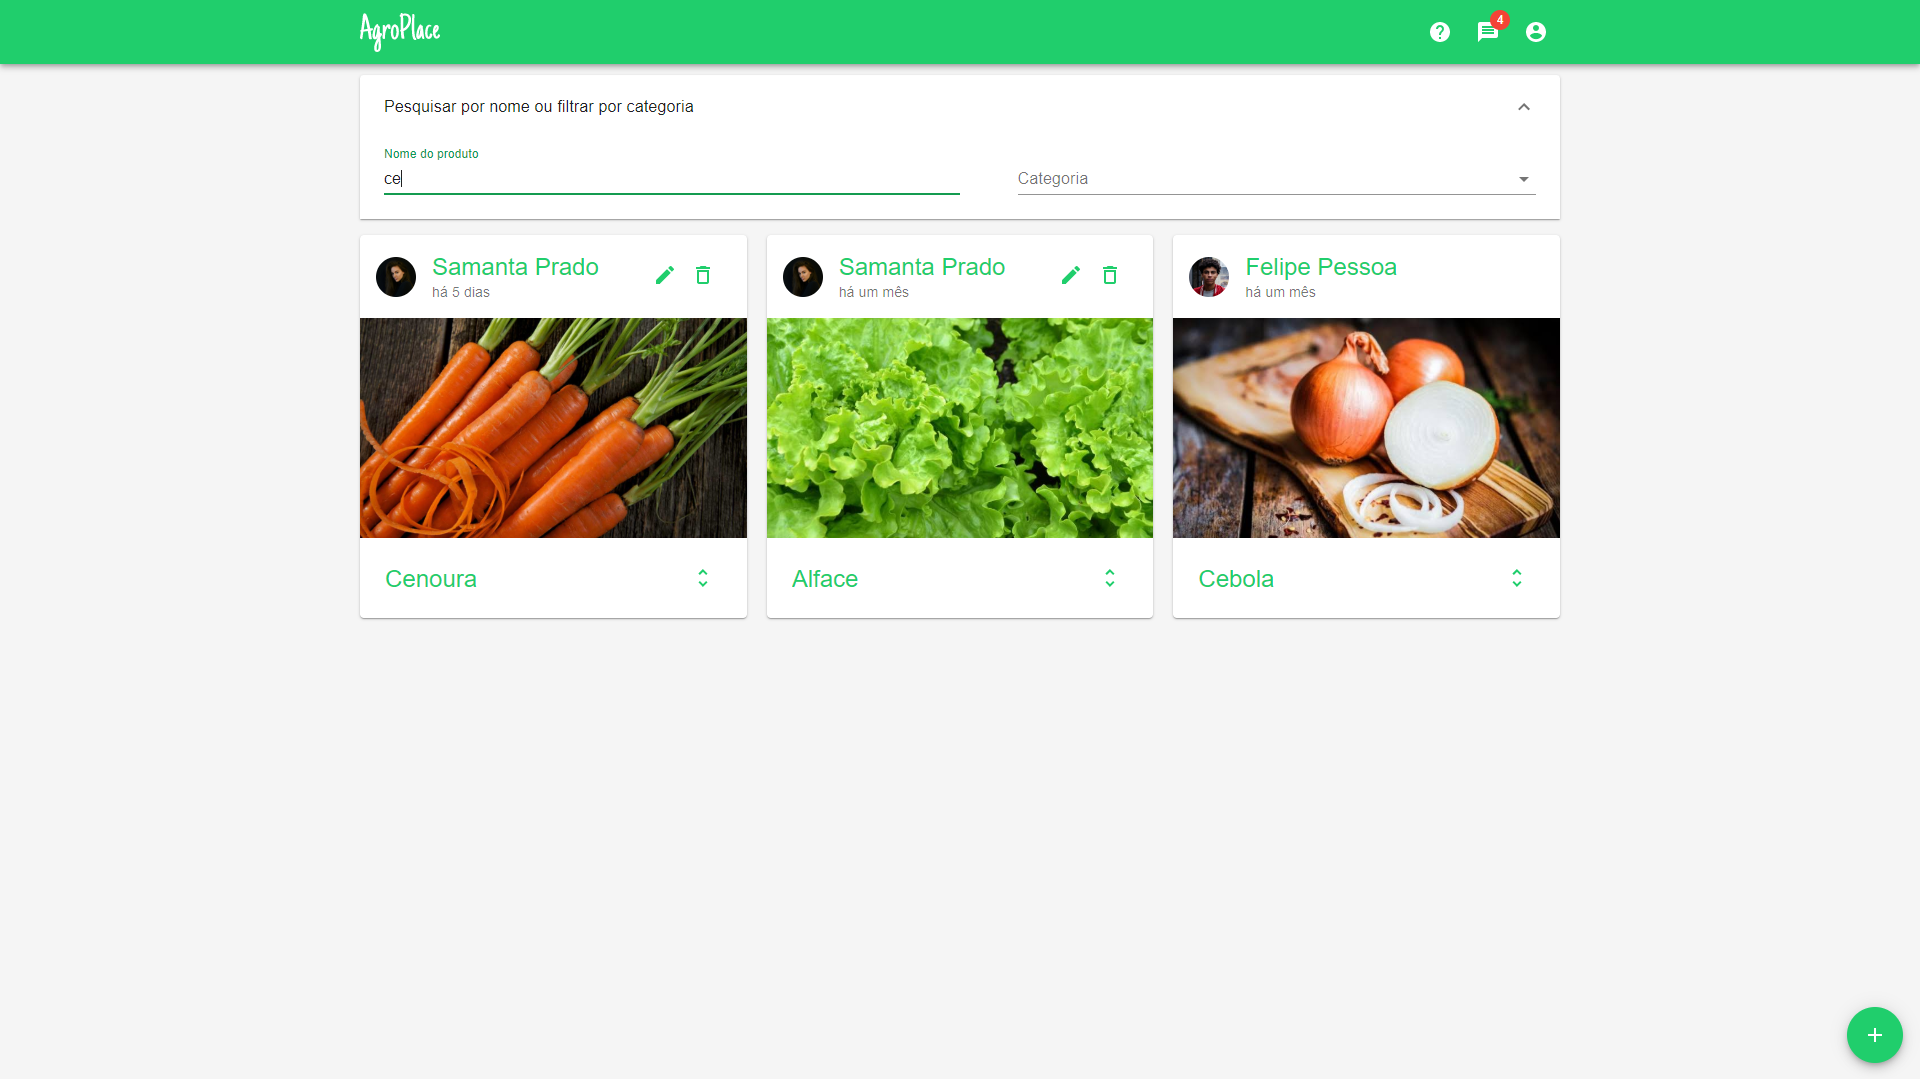 AgroPlace
4
Pesquisar por nome ou filtrar por categoria
Nome do produto
ce
Categoria
Samanta Prado
há 5 dias
Samanta Prado
há um mês
Felipe Pessoa
há um mês
Cenoura
Alface
Cebola